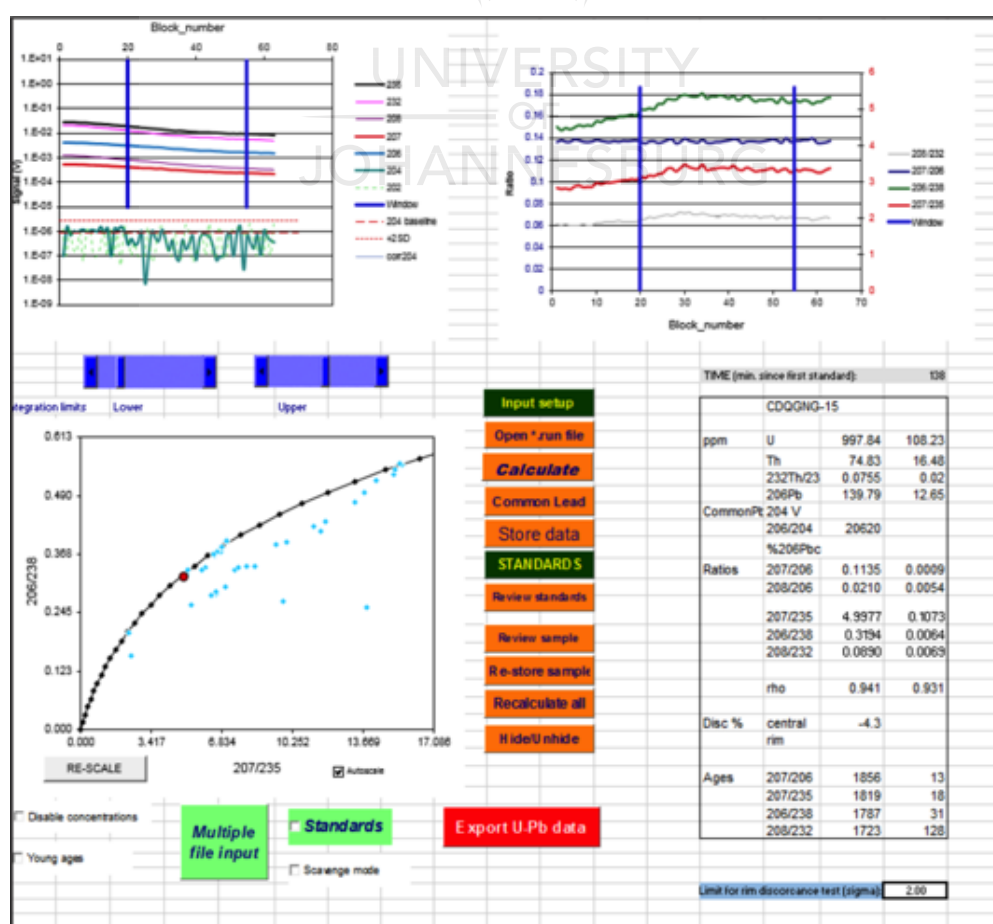 UNIVERSITY
OF
JOHANNESBURG
Block_number
0 20 40 60 80
1.E+01
1.E+00
1.E-01
1.E-02
1.E-03
1.E-04
1.E-05
1.E-06
1.E-07
1.E-08
1.E-09
Signal (V)
232
207
206
204
202
Window
204 baseline
+2SD
corr204
0.2
0.18
0.16
0.14
0.12
0.1
0.08
0.06
0.04
0.02
0
Ratio
6
5
4
3
2
1
0
0 10 20 30 40 50 60 70
Block_number
208/232
207/206
206/238
207/235
Window
ntegration limits Lower Upper
0.613
0.490
0.368
0.245
0.123
0.000
206/238
0.000 3.417 6.834 10.252 13.669 17.086
RE-SCALE 207/235 Autoscale
Disable concentrations
Young ages
Multiple
file input
Standards
Scavenge mode
Export U-Pb data
Input setup
Open *.run file
Calculate
Common Lead
Store data
STANDARDS
Review standards
Review sample
Re-store sample
Recalculate all
Hide/Unhide
TIME (min. since first standard): 138
CDQGNG-15
ppm U 997.84 108.23
Th 74.83 16.48
232Th/23 0.0755 0.02
206Pb 139.79 12.65
CommonPb 204 V
206/204 20620
%206Pbc
Ratios 207/206 0.1135 0.0009
208/206 0.0210 0.0054
207/235 4.9977 0.1073
206/238 0.3194 0.0064
208/232 0.0890 0.0069
rho 0.941 0.931
Disc % central -4.3
rim
Ages 207/206 1856 13
207/235 1819 18
206/238 1787 31
208/232 1723 128
Limit for rim discordance test (sigma): 2.00